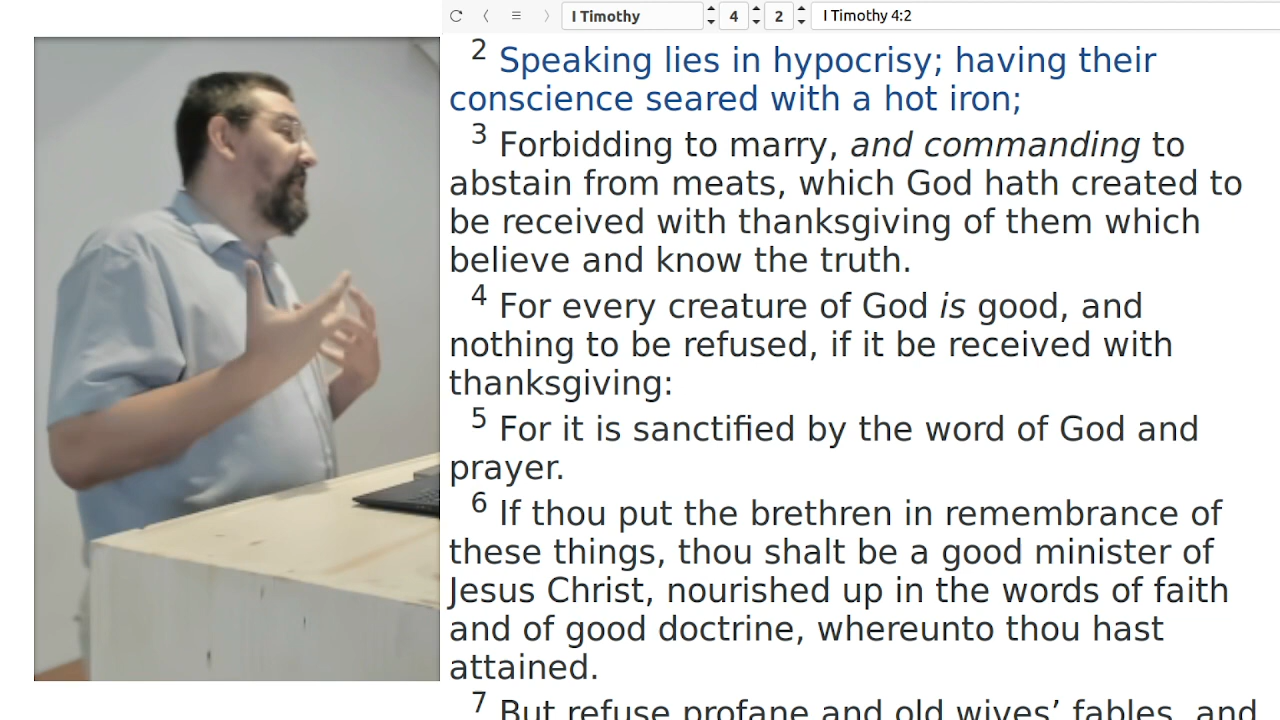 I Timothy 4 2 I Timothy 4:2
2 Speaking lies in hypocrisy; having their
conscience seared with a hot iron;
3 Forbidding to marry, and commanding to
abstain from meats, which God hath created to
be received with thanksgiving of them which
believe and know the truth.
4 For every creature of God is good, and
nothing to be refused, if it be received with
thanksgiving:
5 For it is sanctified by the word of God and
prayer.
6 If thou put the brethren in remembrance of
these things, thou shalt be a good minister of
Jesus Christ, nourished up in the words of faith
and of good doctrine, whereunto thou hast
attained.
7 But refuse profane and old wives’ fables, and